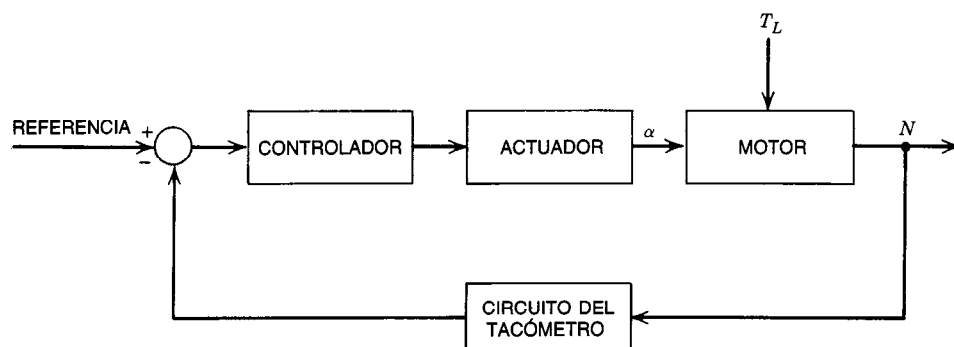 T_L
REFERENCIA
+
−
CONTROLADOR
ACTUADOR
α
MOTOR
N
CIRCUITO DEL
TACÓMETRO